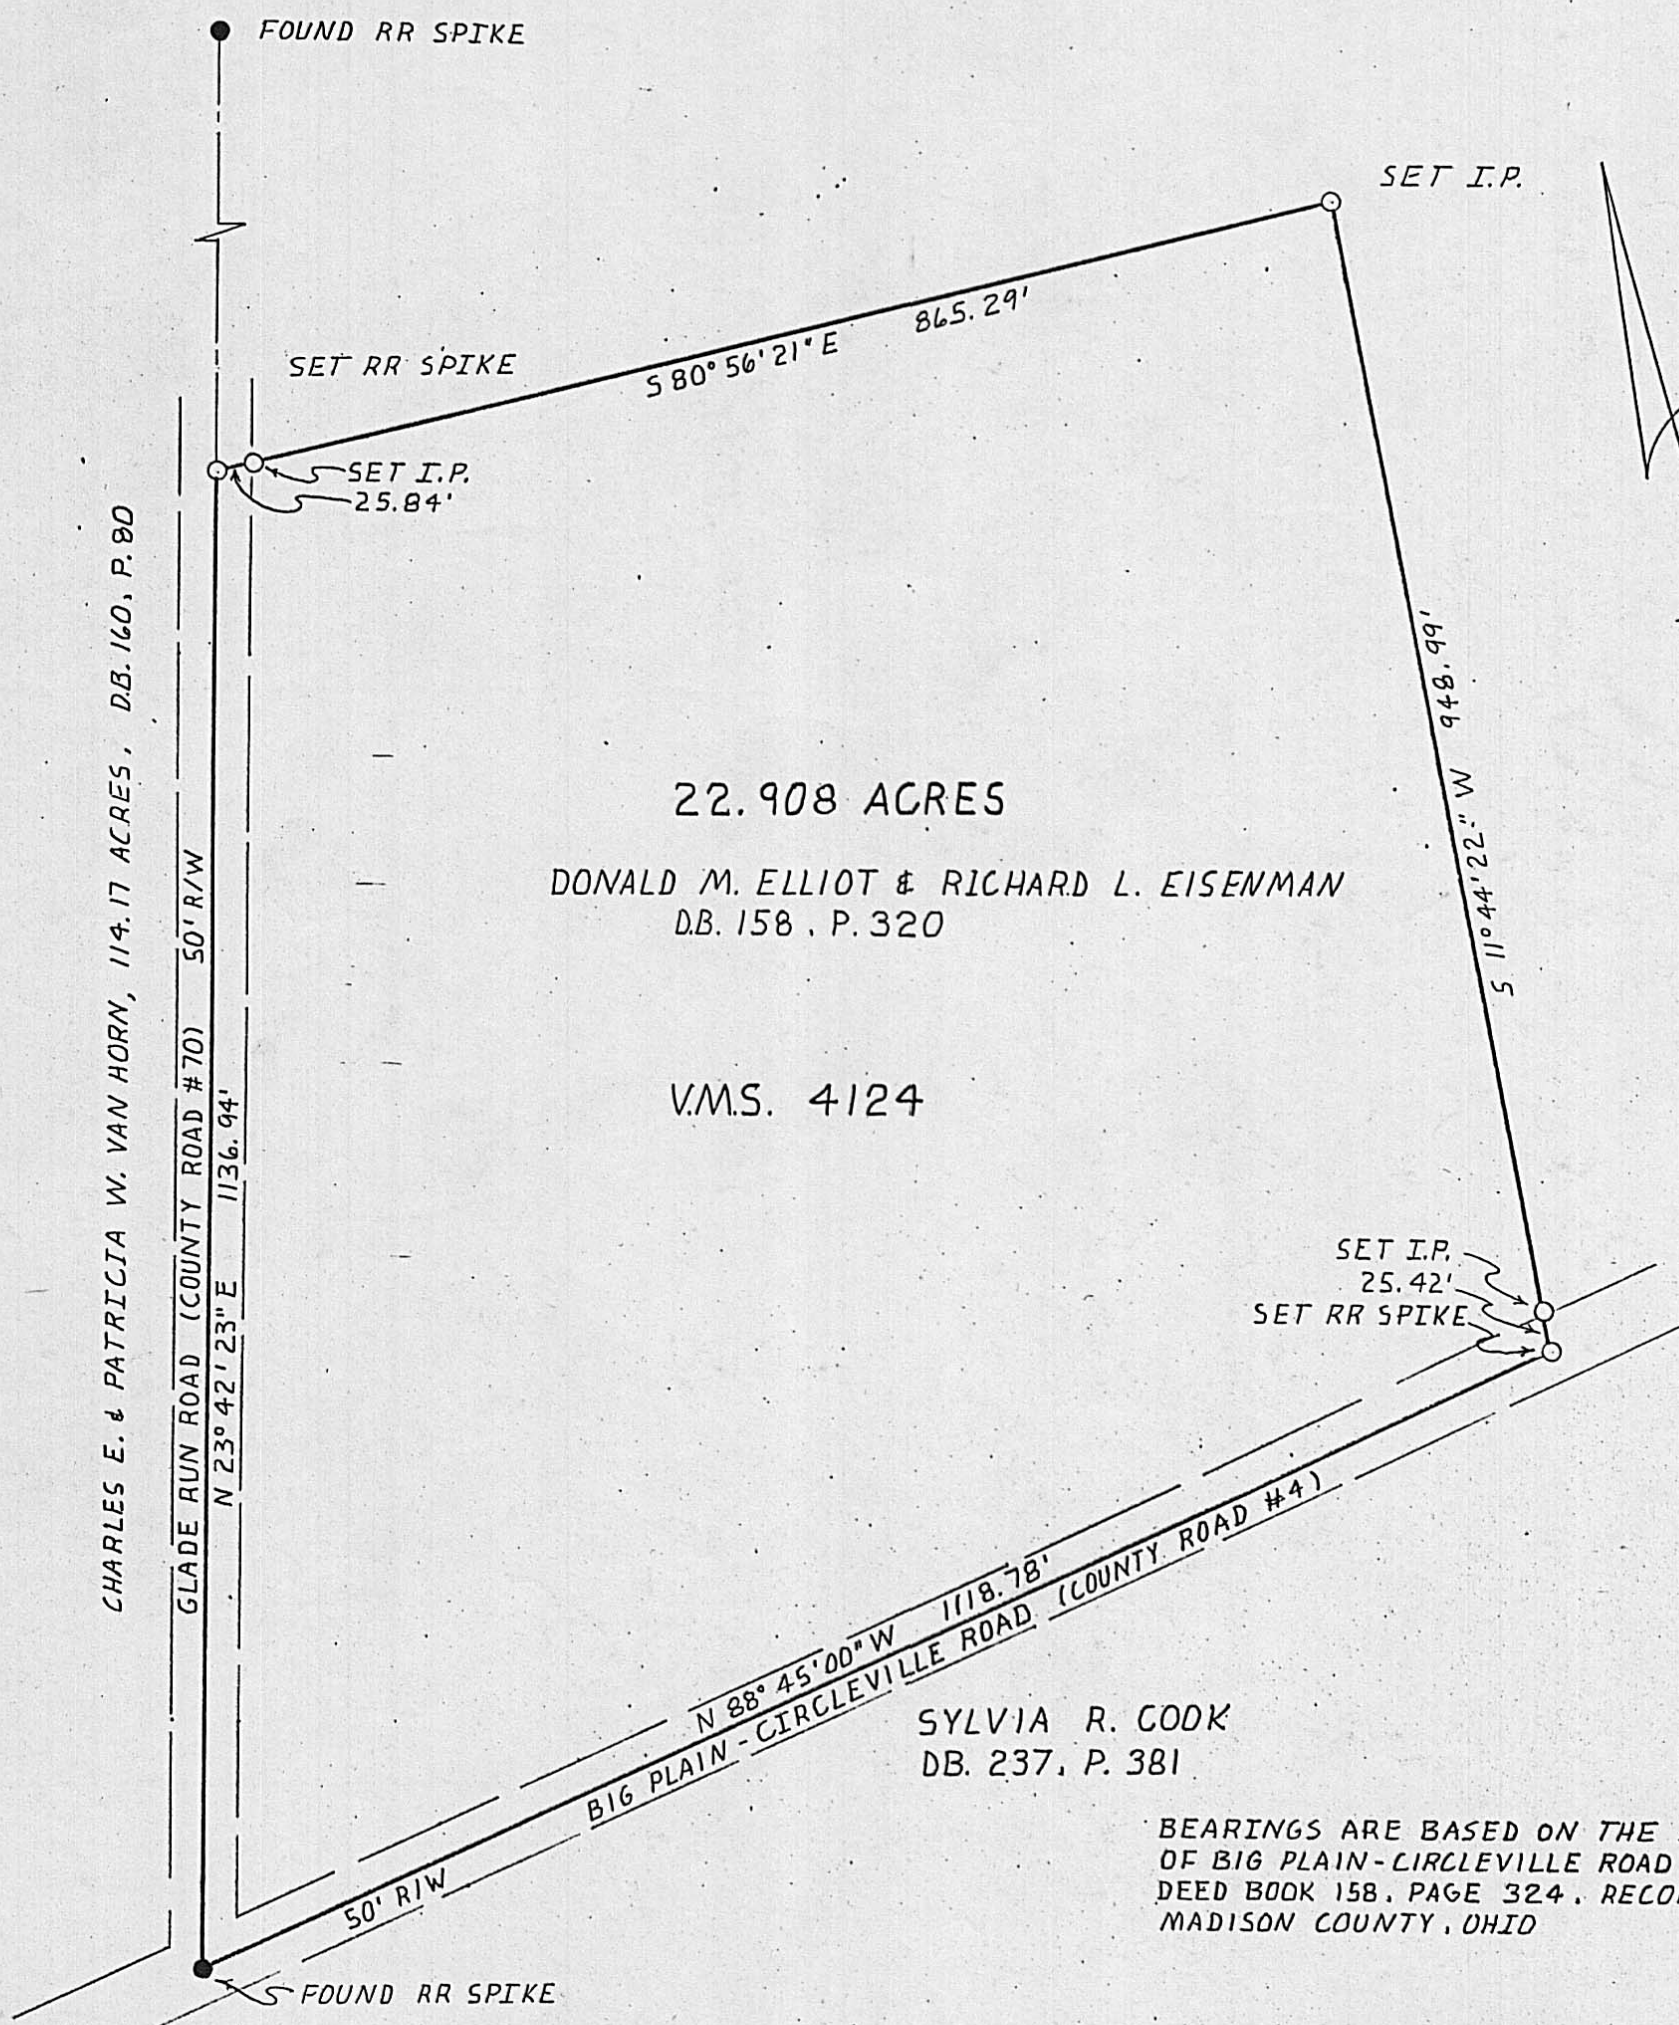 FOUND RR SPIKE
SET I.P.
865.29'
S 80° 56' 21" E
SET RR SPIKE
SET I.P.
25.84'
CHARLES E. & PATRICIA W. VAN HORN, 114.17 ACRES, D.B. 160, P. 80
GLADE RUN ROAD (COUNTY ROAD #70) 50' R/W
N 23° 42' 23" E 1136.94'
S 11° 44' 22" W 948.99'
22.908 ACRES
DONALD M. ELLIOT & RICHARD L. EISENMAN
D.B. 158, P. 320
V.M.S. 4124
SET I.P.
25.42'
SET RR SPIKE
N 88° 45' 00" W 1118.78'
BIG PLAIN-CIRCLEVILLE ROAD (COUNTY ROAD #4)
50' R/W
SYLVIA R. COOK
DB. 237, P. 381
BEARINGS ARE BASED ON THE
OF BIG PLAIN-CIRCLEVILLE ROAD
DEED BOOK 158, PAGE 324, RECO
MADISON COUNTY, OHIO
FOUND RR SPIKE